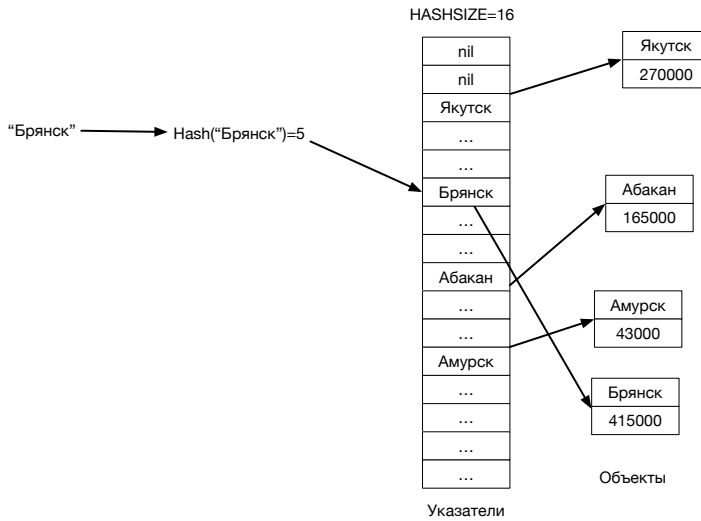 HASHSIZE=16
“Брянск”
Hash(“Брянск”)=5
nil
nil
Якутск
...
...
Брянск
...
...
Абакан
...
...
Амурск
...
...
...
...
Указатели
Якутск
270000
Абакан
165000
Амурск
43000
Брянск
415000
Объекты